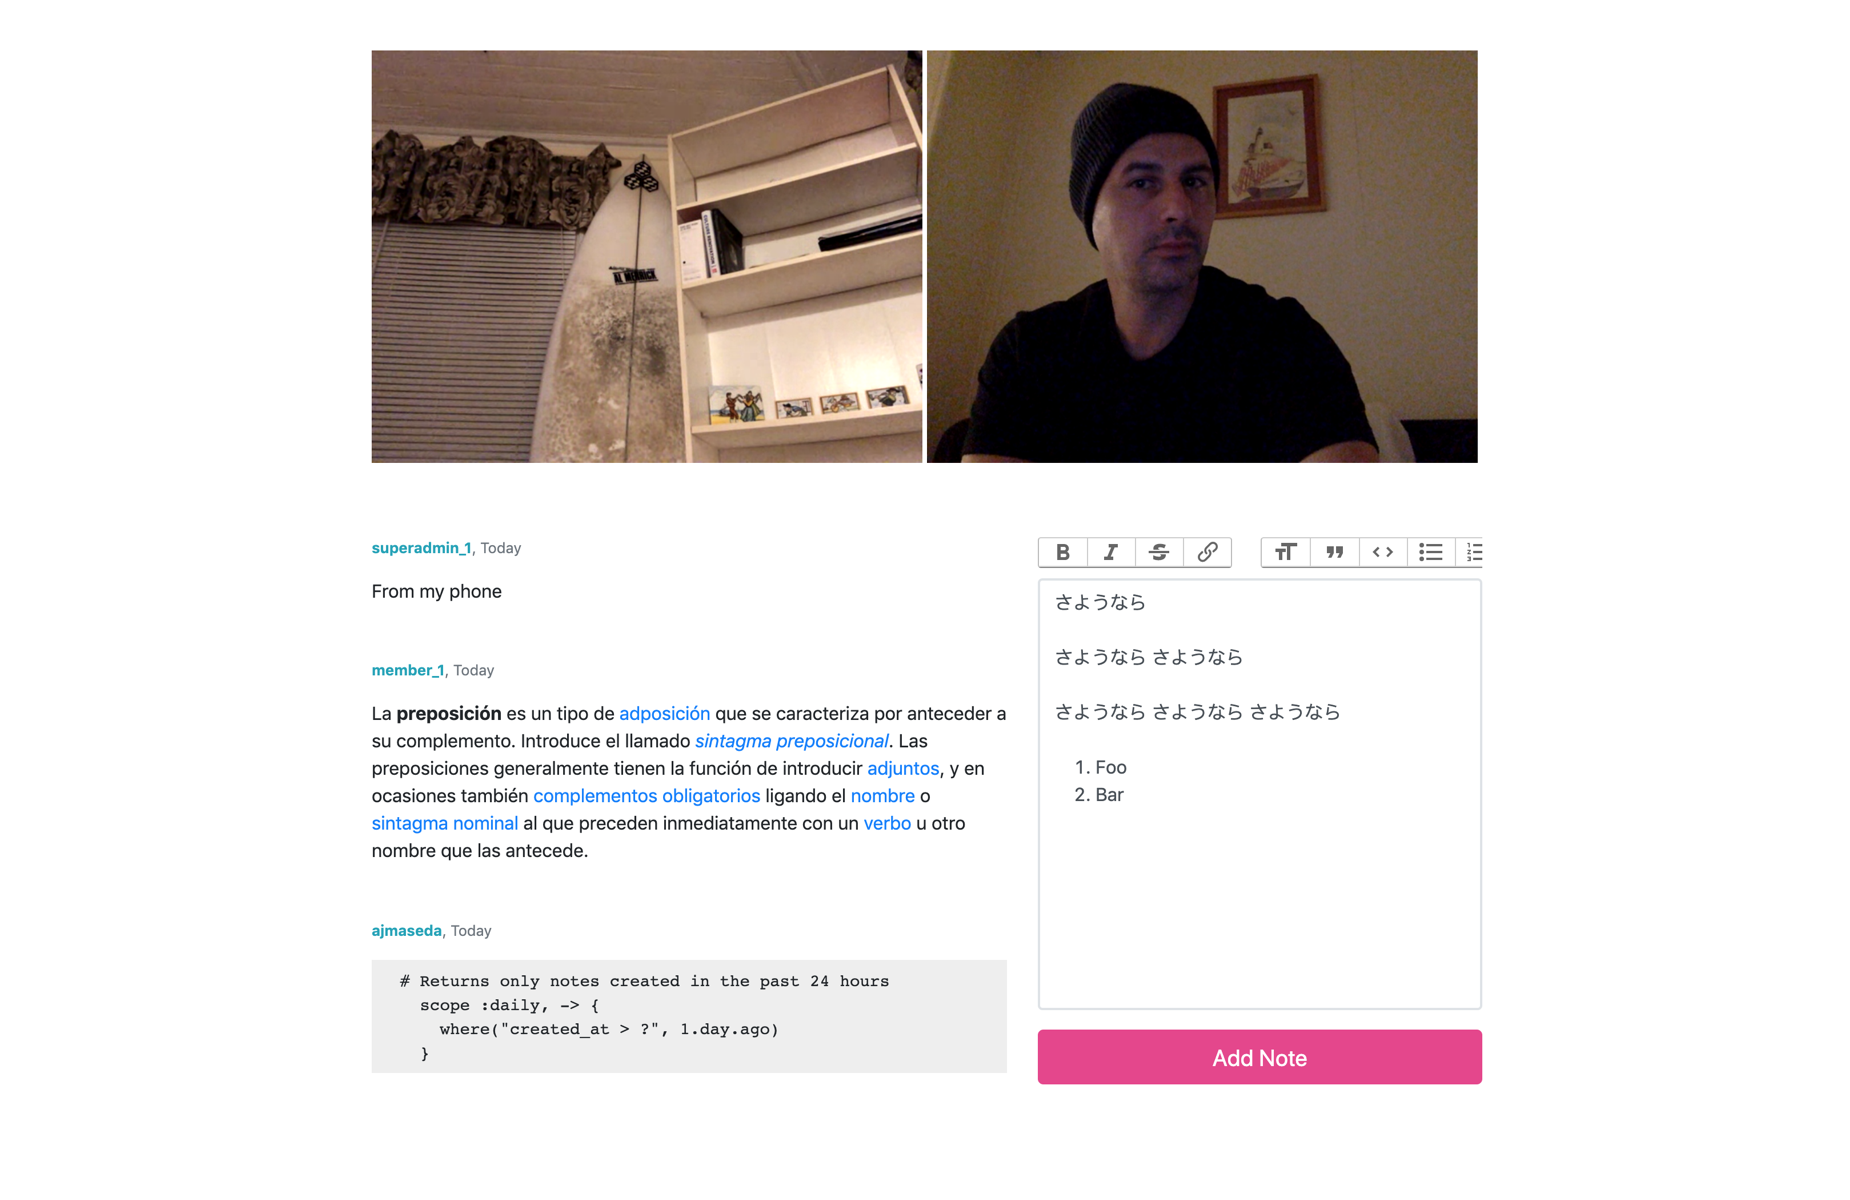 AL MERRICK
superadmin_1, Today
From my phone
member_1, Today
La preposición es un tipo de adposición que se caracteriza por anteceder a
su complemento. Introduce el llamado sintagma preposicional. Las
preposiciones generalmente tienen la función de introducir adjuntos, y en
ocasiones también complementos obligatorios ligando el nombre o
sintagma nominal al que preceden inmediatamente con un verbo u otro
nombre que las antecede.
ajmaseda, Today
# Returns only notes created in the past 24 hours
scope :daily, -> {
where("created_at > ?", 1.day.ago)
}
さようなら
さようなら さようなら
さようなら さようなら さようなら
1. Foo
2. Bar
Add Note